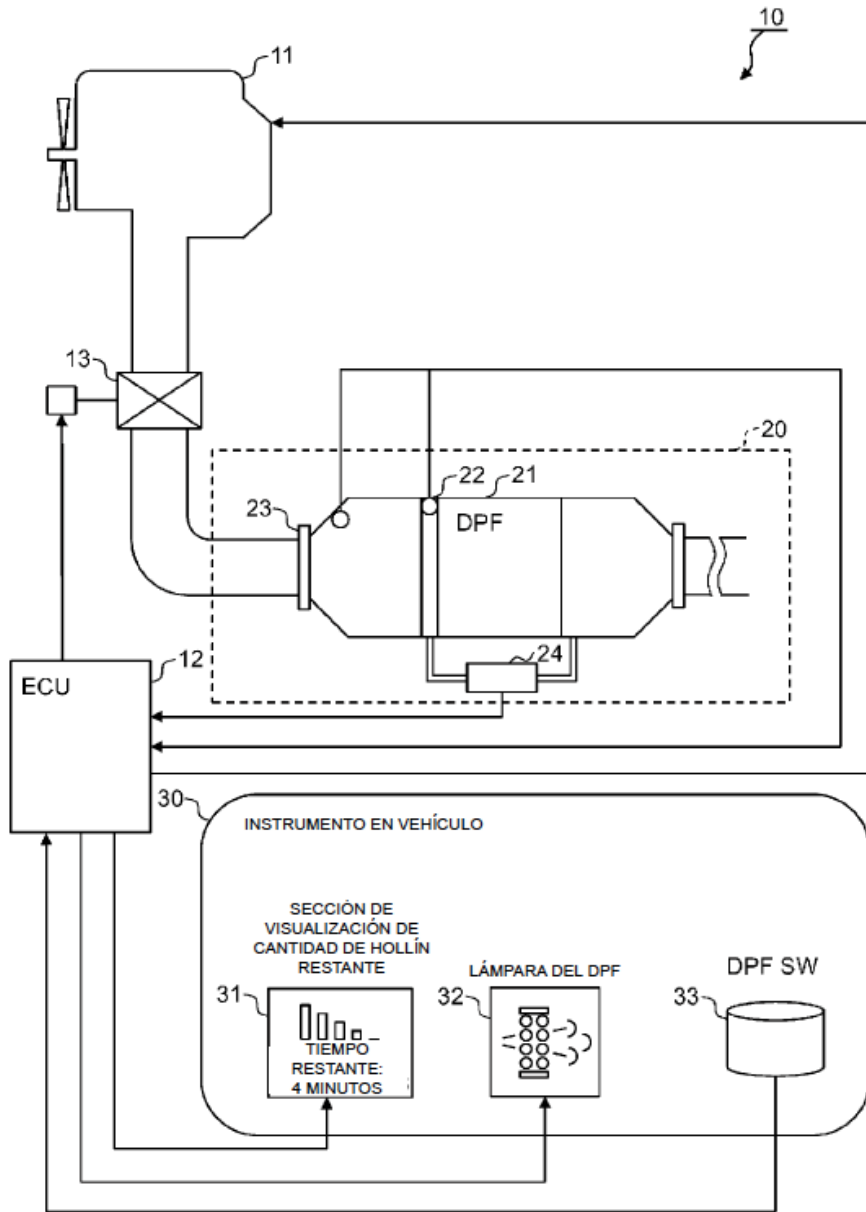 10
11
13
20
22
21
23
DPF
24
12
ECU
30
INSTRUMENTO EN VEHÍCULO
SECCIÓN DE
VISUALIZACIÓN DE
CANTIDAD DE HOLLÍN
RESTANTE
31
TIEMPO
RESTANTE:
4 MINUTOS
LÁMPARA DEL DPF
32
DPF SW
33